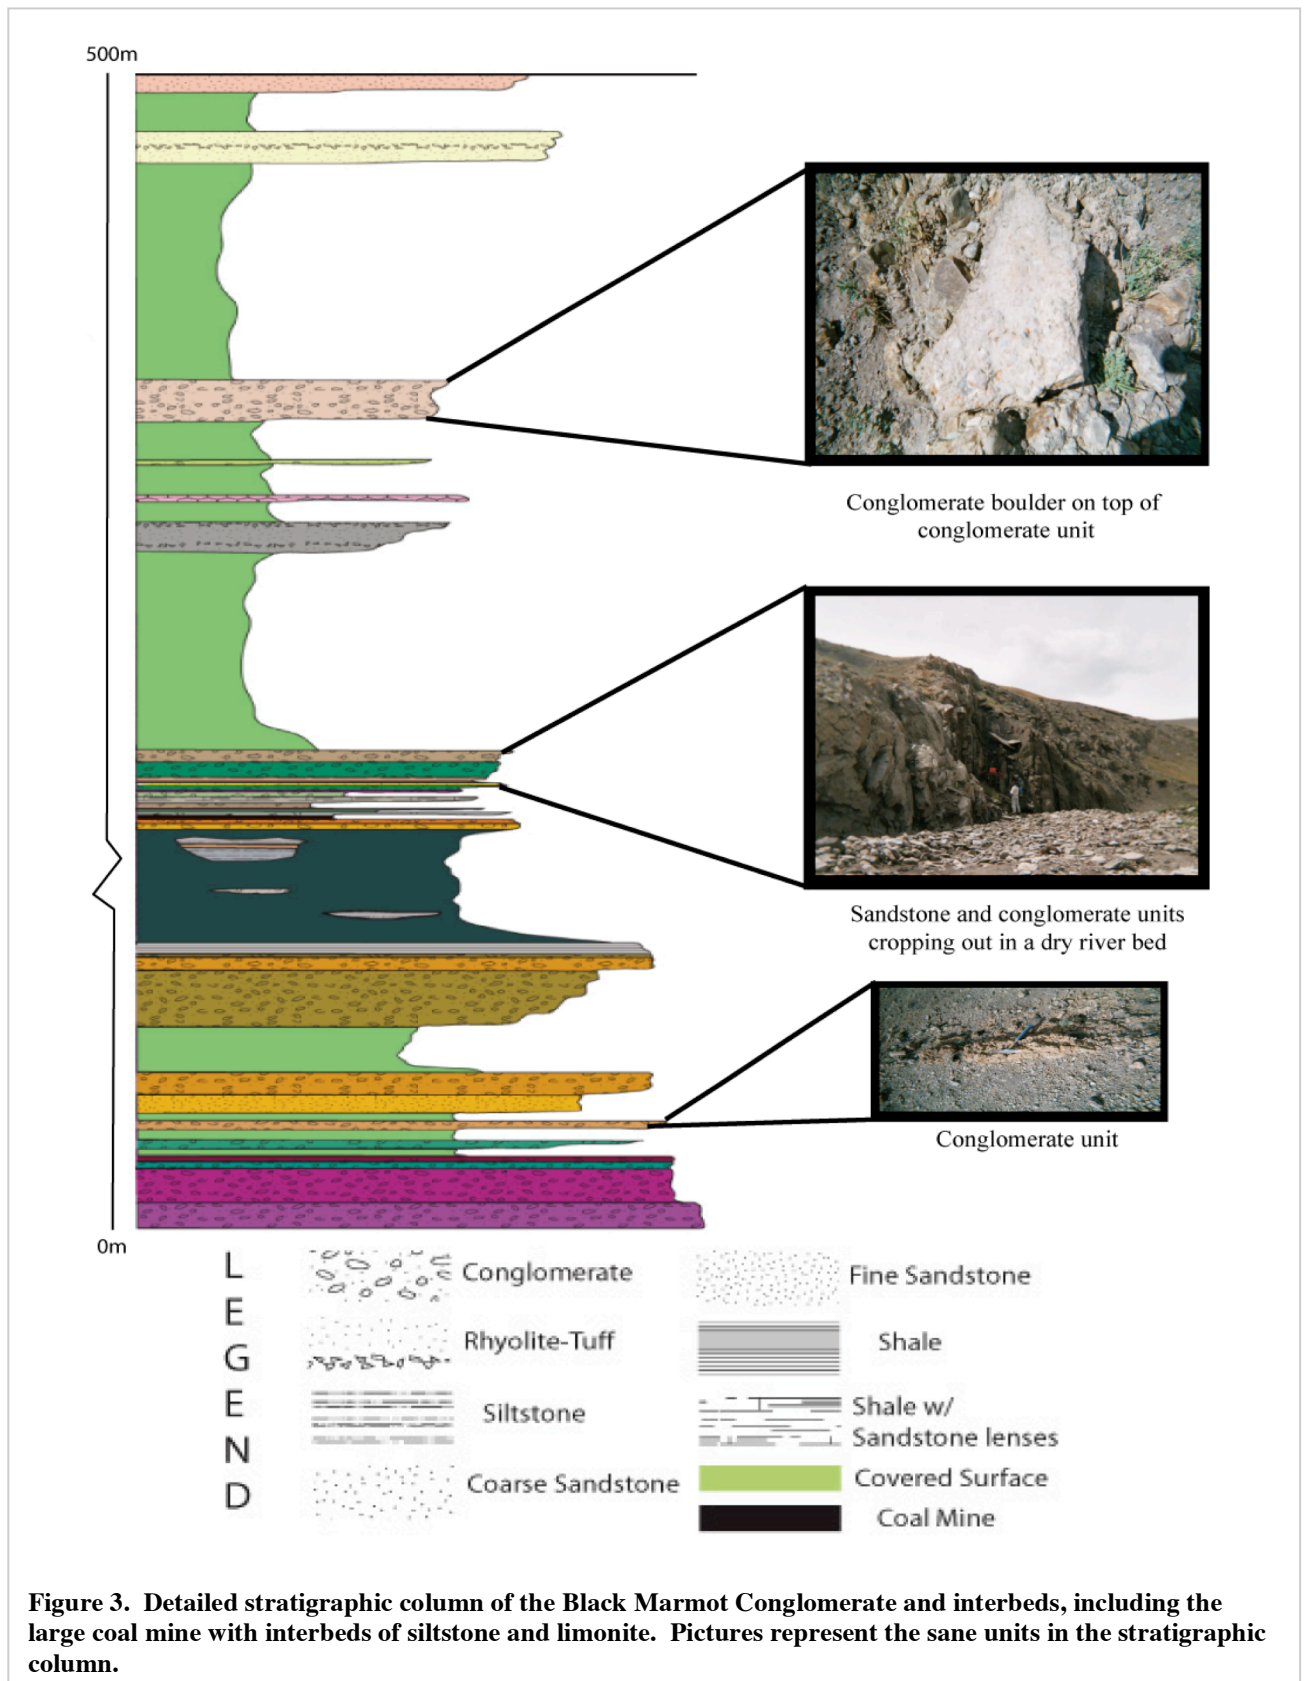 500m
Conglomerate boulder on top of
conglomerate unit
Sandstone and conglomerate units
cropping out in a dry river bed
Conglomerate unit
0m
L
E
G
E
N
D
Conglomerate
Rhyolite-Tuff
Siltstone
Coarse Sandstone
Fine Sandstone
Shale
Shale w/
Sandstone lenses
Covered Surface
Coal Mine
Figure 3. Detailed stratigraphic column of the Black Marmot Conglomerate and interbeds, including the
large coal mine with interbeds of siltstone and limonite. Pictures represent the sane units in the stratigraphic
column.